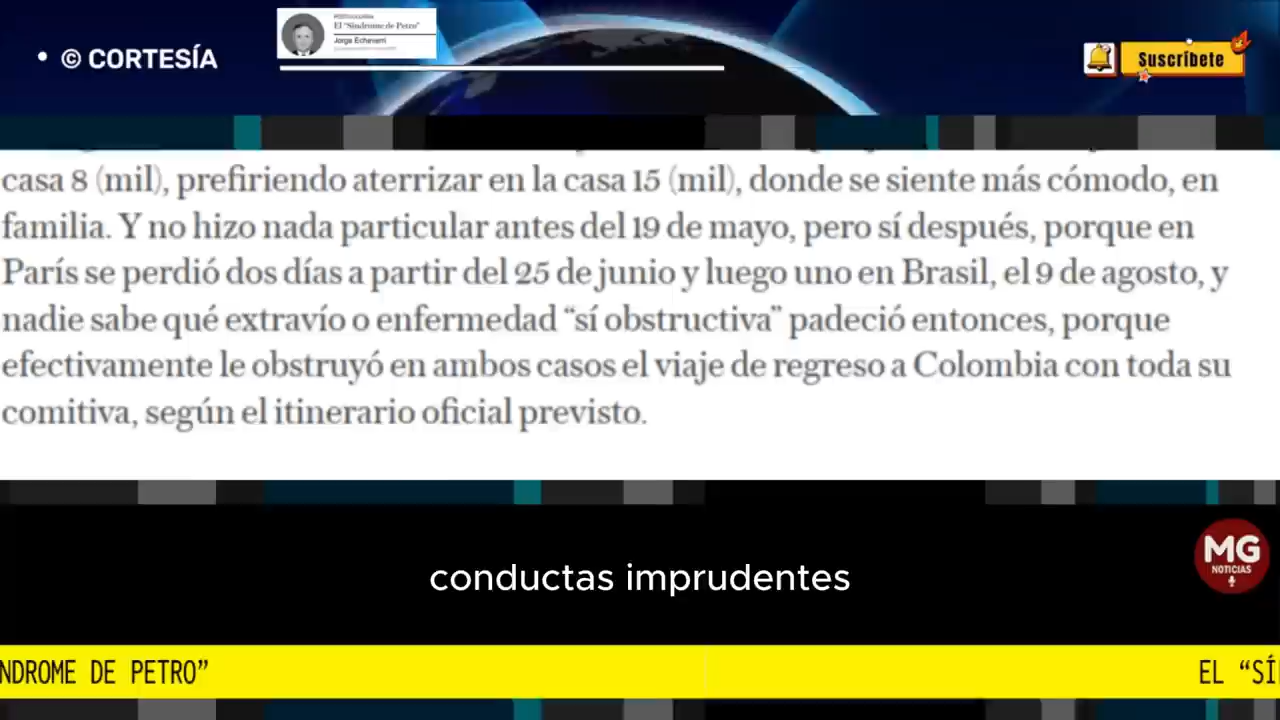 • © CORTESÍA
El "Síndrome de Petro"
Jorge Echeverri
Suscríbete
casa 8 (mil), prefiriendo aterrizar en la casa 15 (mil), donde se siente más cómodo, en
familia. Y no hizo nada particular antes del 19 de mayo, pero sí después, porque en
París se perdió dos días a partir del 25 de junio y luego uno en Brasil, el 9 de agosto, y
nadie sabe qué extravío o enfermedad “sí obstructiva” padeció entonces, porque
efectivamente le obstruyó en ambos casos el viaje de regreso a Colombia con toda su
comitiva, según el itinerario oficial previsto.
MG
NOTICIAS
conductas imprudentes
NDROME DE PETRO”
EL “SÍ